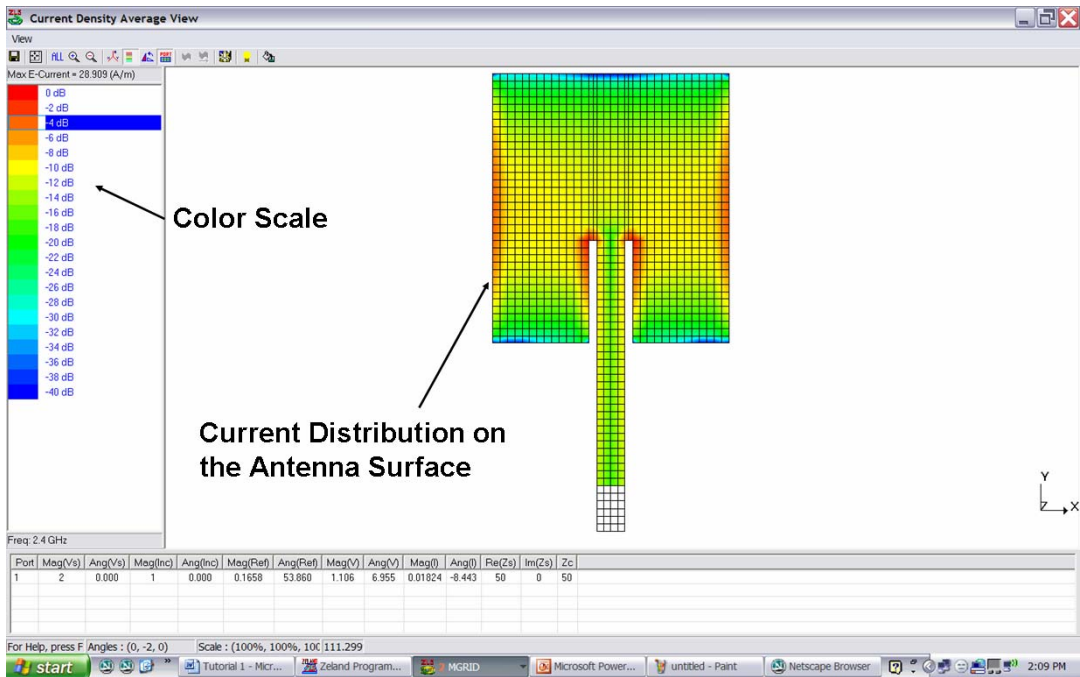 Current Density Average View
View
ALL
Max E-Current = 28.909 (A/m)
0 dB
-2 dB
-4 dB
-6 dB
-8 dB
-10 dB
-12 dB
-14 dB
-16 dB
-18 dB
-20 dB
-22 dB
-24 dB
-26 dB
-28 dB
-30 dB
-32 dB
-34 dB
-36 dB
-38 dB
-40 dB
Color Scale
Current Distribution on
the Antenna Surface
Y
Z X
Freq: 2.4 GHz
Port Mag(Vs) Ang(Vs) Mag(Inc) Ang(Inc) Mag(Ref) Ang(Ref) Mag(V) Ang(V) Mag(I) Ang(I) Re(Zs) Im(Zs) Zc
1 2 0.000 1 0.000 0.1658 53.860 1.106 6.955 0.01824 -8.443 50 0 50
For Help, press F Angles : (0, -2, 0) Scale : (100%, 100%, 10C 111.299
start Tutorial 1 - Micr... Zeland Program... 3 MGRID Microsoft Power... untitled - Paint Netscape Browser 2:09 PM